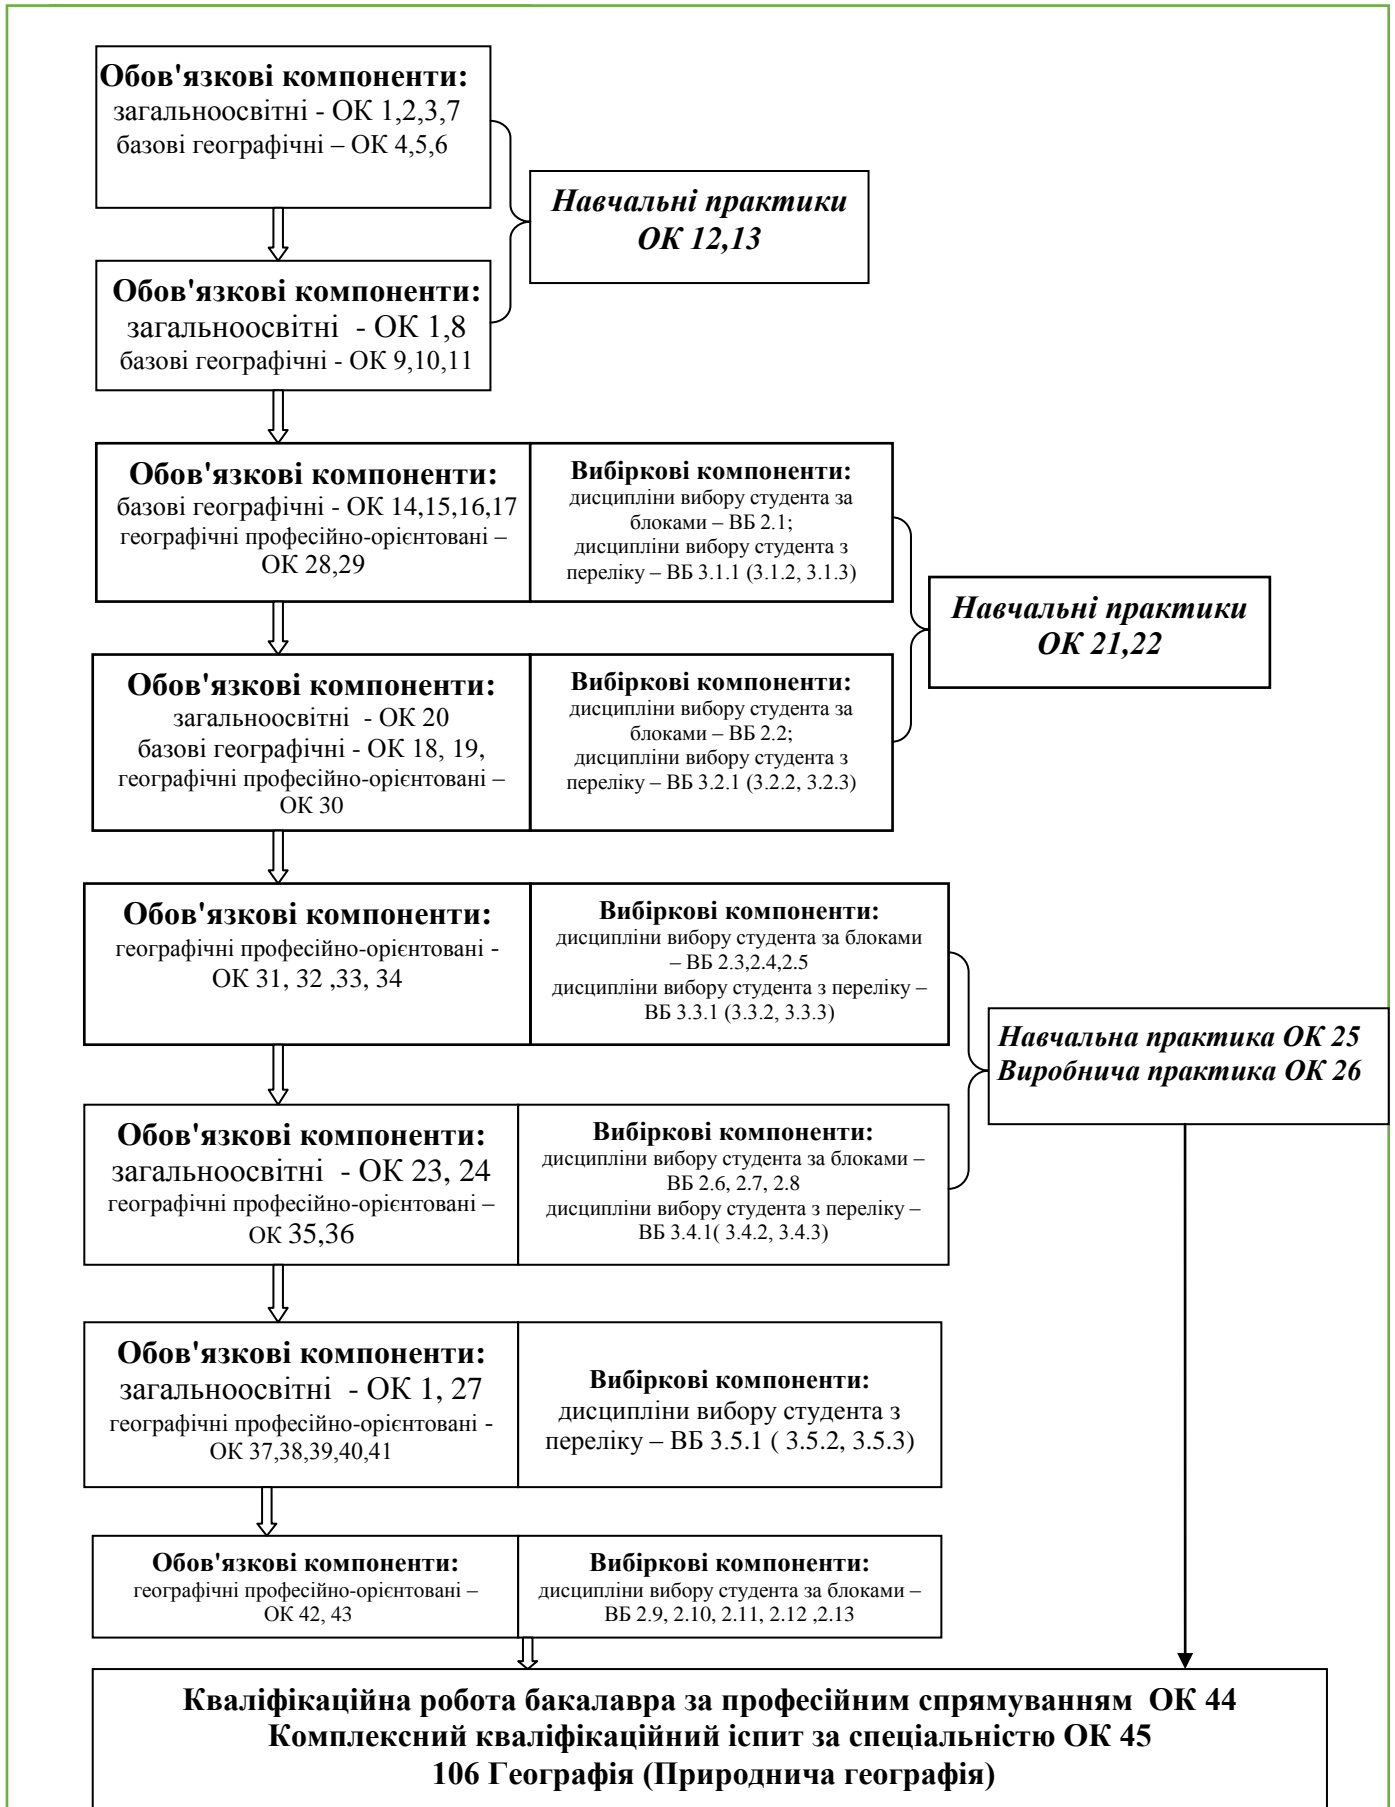 Обов'язкові компоненти:
загальноосвітні - ОК 1,2,3,7
базові географічні – ОК 4,5,6
Навчальні практики
ОК 12,13
Обов'язкові компоненти:
загальноосвітні - ОК 1,8
базові географічні - ОК 9,10,11
Обов'язкові компоненти:
базові географічні - ОК 14,15,16,17
географічні професійно-орієнтовані –
ОК 28,29
Вибіркові компоненти:
дисципліни вибору студента за
блоками – ВБ 2.1;
дисципліни вибору студента з
переліку – ВБ 3.1.1 (3.1.2, 3.1.3)
Навчальні практики
ОК 21,22
Обов'язкові компоненти:
загальноосвітні - ОК 20
базові географічні - ОК 18, 19,
географічні професійно-орієнтовані –
ОК 30
Вибіркові компоненти:
дисципліни вибору студента за
блоками – ВБ 2.2;
дисципліни вибору студента з
переліку – ВБ 3.2.1 (3.2.2, 3.2.3)
Обов'язкові компоненти:
географічні професійно-орієнтовані -
ОК 31, 32 ,33, 34
Вибіркові компоненти:
дисципліни вибору студента за блоками
– ВБ 2.3,2.4,2.5
дисципліни вибору студента з переліку –
ВБ 3.3.1 (3.3.2, 3.3.3)
Навчальна практика ОК 25
Виробнича практика ОК 26
Обов'язкові компоненти:
загальноосвітні - ОК 23, 24
географічні професійно-орієнтовані –
ОК 35,36
Вибіркові компоненти:
дисципліни вибору студента за блоками –
ВБ 2.6, 2.7, 2.8
дисципліни вибору студента з переліку –
ВБ 3.4.1( 3.4.2, 3.4.3)
Обов'язкові компоненти:
загальноосвітні - ОК 1, 27
географічні професійно-орієнтовані -
ОК 37,38,39,40,41
Вибіркові компоненти:
дисципліни вибору студента з
переліку – ВБ 3.5.1 ( 3.5.2, 3.5.3)
Обов'язкові компоненти:
географічні професійно-орієнтовані –
ОК 42, 43
Вибіркові компоненти:
дисципліни вибору студента за блоками –
ВБ 2.9, 2.10, 2.11, 2.12 ,2.13
Кваліфікаційна робота бакалавра за професійним спрямуванням ОК 44
Комплексний кваліфікаційний іспит за спеціальністю ОК 45
106 Географія (Природнича географія)